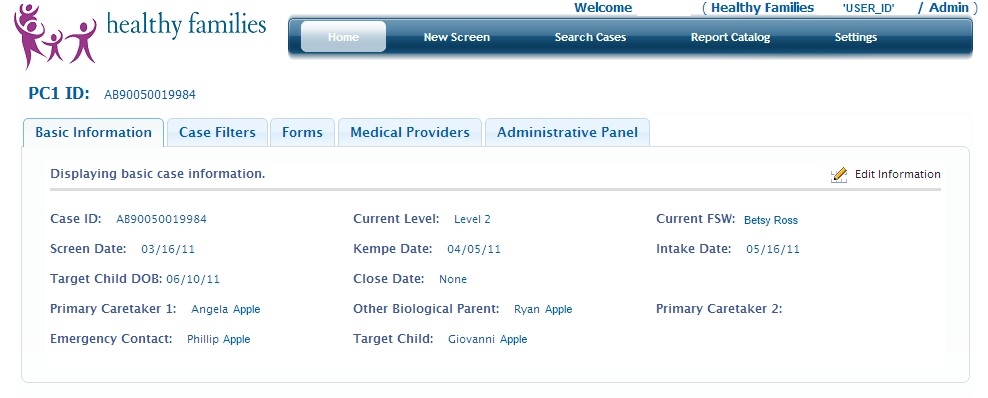 healthy families
Welcome ( Healthy Families 'USER_ID' / Admin )
Home New Screen Search Cases Report Catalog Settings
PC1 ID: AB90050019984
Basic Information Case Filters Forms Medical Providers Administrative Panel
Displaying basic case information. Edit Information
Case ID: AB90050019984 Current Level: Level 2 Current FSW: Betsy Ross
Screen Date: 03/16/11 Kempe Date: 04/05/11 Intake Date: 05/16/11
Target Child DOB: 06/10/11 Close Date: None
Primary Caretaker 1: Angela Apple Other Biological Parent: Ryan Apple Primary Caretaker 2:
Emergency Contact: Phillip Apple Target Child: Giovanni Apple